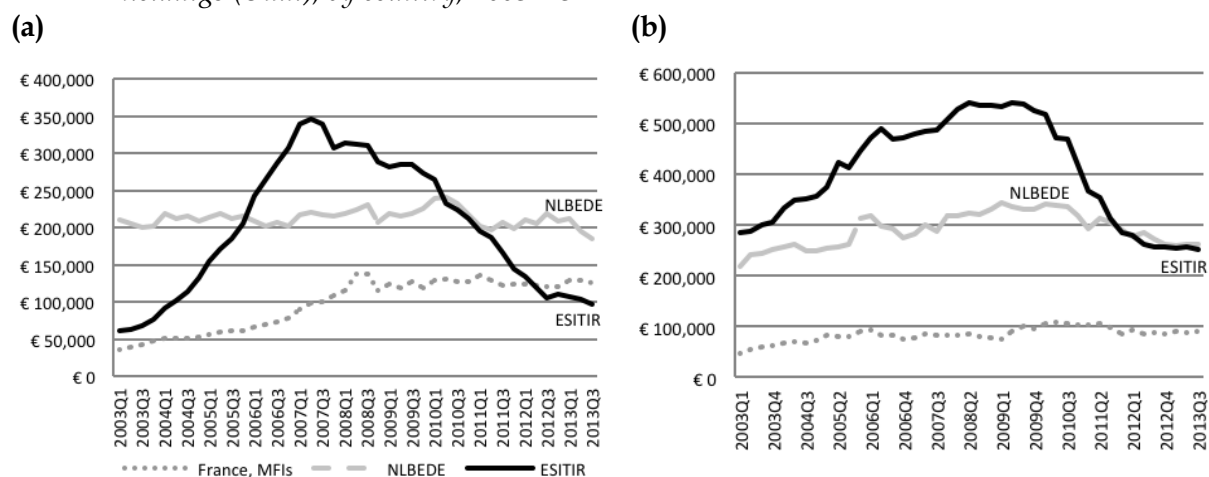 holdings by country,
(a)
€ 400,000
€ 350,000
€ 300,000
€ 250,000
€ 200,000
€ 150,000
€ 100,000
€ 50,000
€ 0
NLBEDE
ESITIR
2003Q1
2003Q3
2004Q1
2004Q3
2005Q1
2005Q3
2006Q1
2006Q3
2007Q1
2007Q3
2008Q1
2008Q3
2009Q1
2009Q3
2010Q1
2010Q3
2011Q1
2011Q3
2012Q1
2012Q3
2013Q1
2013Q3
France, MFIs NLBEDE ESITIR
(b)
€ 600,000
€ 500,000
€ 400,000
€ 300,000
€ 200,000
€ 100,000
€ 0
NLBEDE
ESITIR
2003Q1
2003Q4
2004Q3
2005Q2
2006Q1
2006Q4
2007Q3
2008Q2
2009Q1
2009Q4
2010Q3
2011Q2
2012Q1
2012Q4
2013Q3